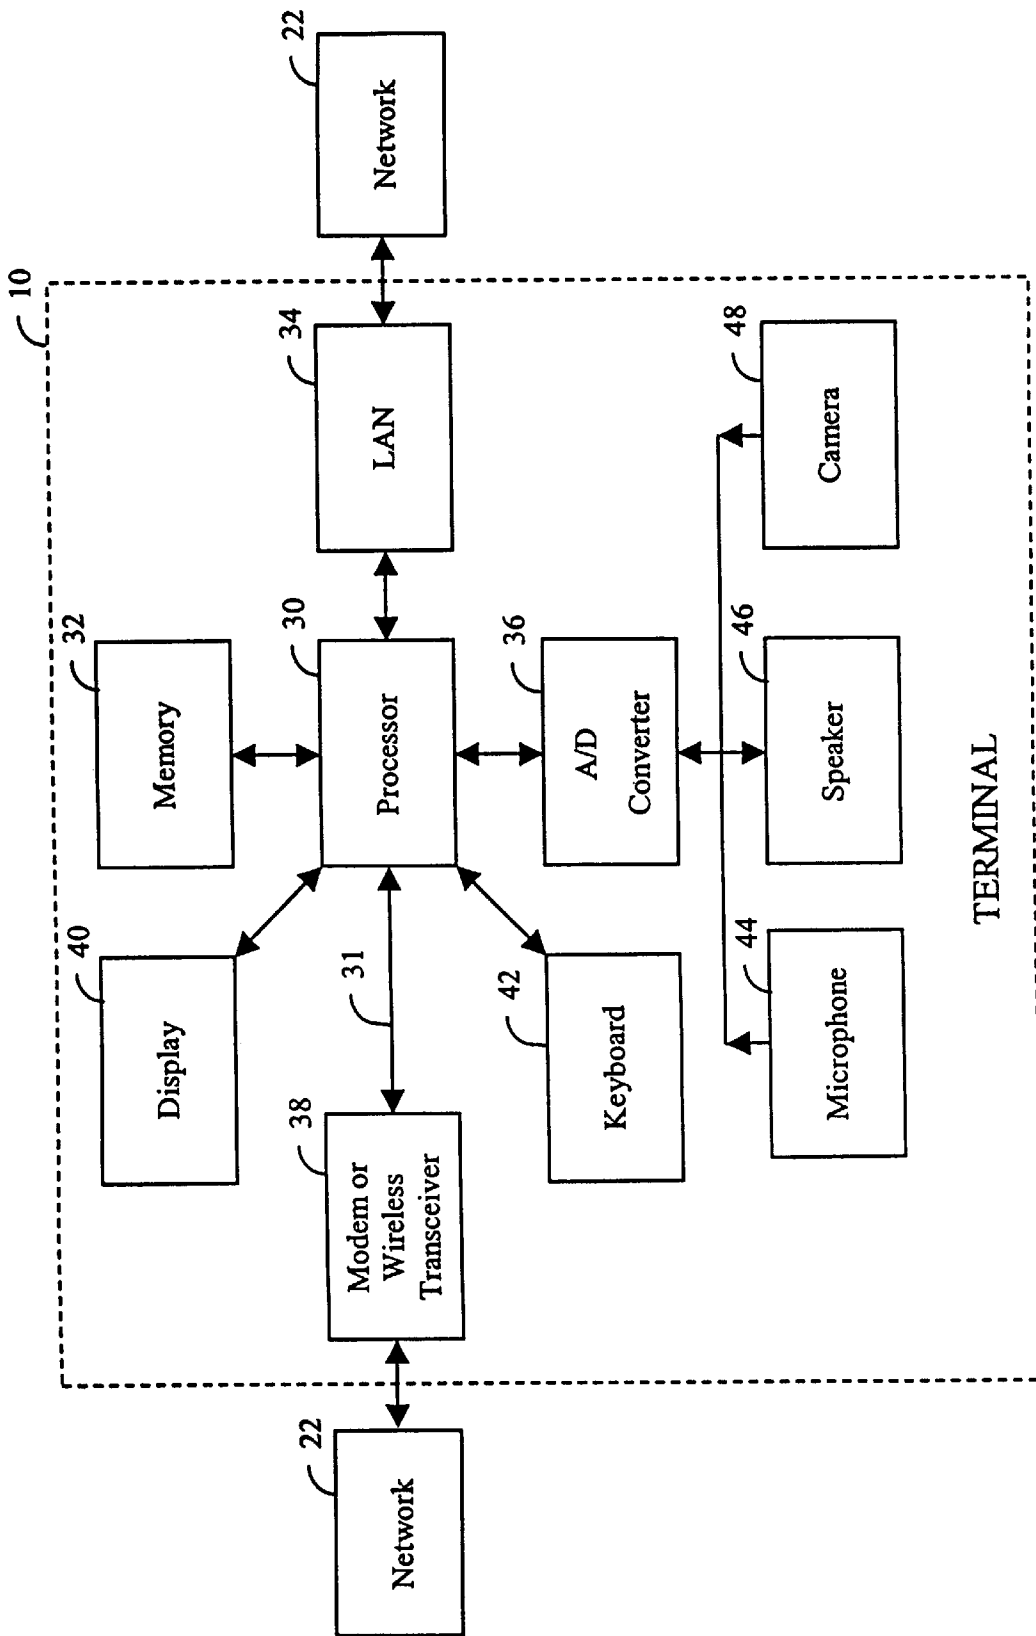 10
Network
22
Modem or
Wireless
Transceiver
38
Display
40
31
Keyboard
42
Microphone
44
Memory
32
Processor
30
A/D
Converter
36
Speaker
46
LAN
34
Camera
48
Network
22
TERMINAL